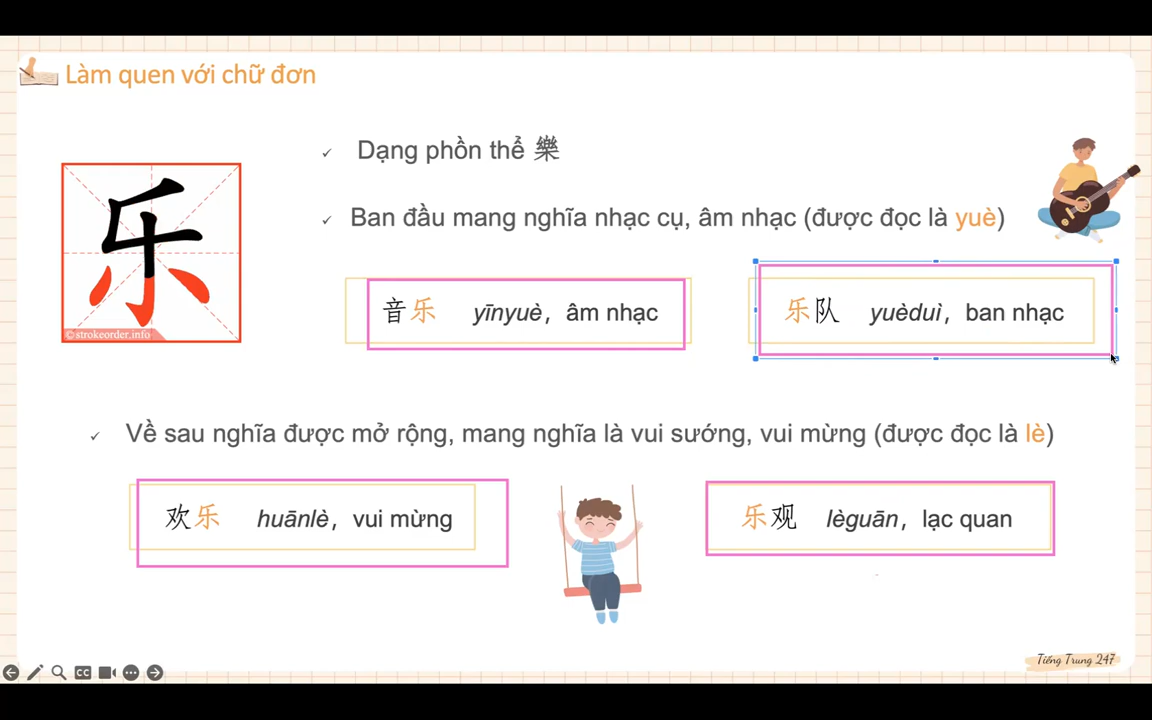 Làm quen với chữ đơn
Dạng phồn thể 樂
乐
Ban đầu mang nghĩa nhạc cụ, âm nhạc (được đọc là yuè)
音乐 yīnyuè, âm nhạc
乐队 yuèduì, ban nhạc
©strokeorder.info
Về sau nghĩa được mở rộng, mang nghĩa là vui sướng, vui mừng (được đọc là lè)
欢乐 huānlè, vui mừng
乐观 lèguān, lạc quan
Tiếng Trung 247
CC